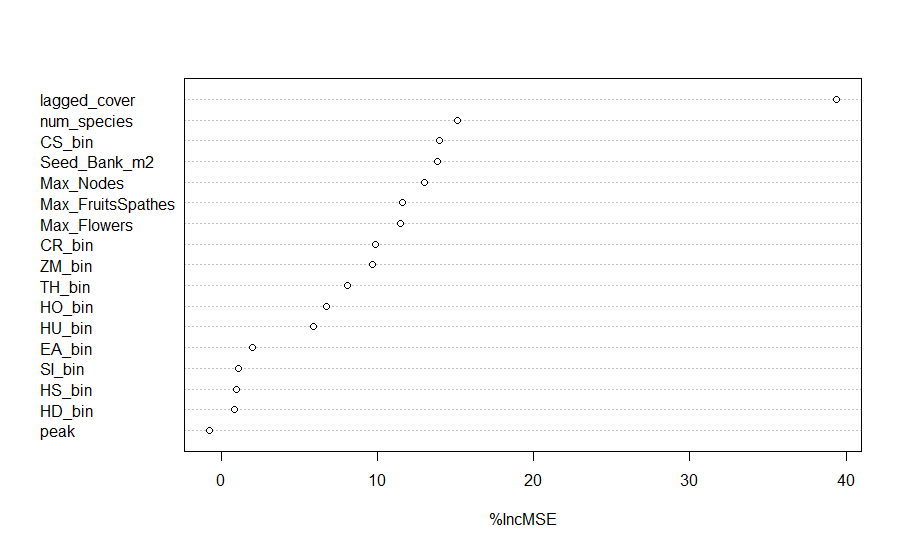 lagged_cover
num_species
CS_bin
Seed_Bank_m2
Max_Nodes
Max_FruitsSpathes
Max_Flowers
CR_bin
ZM_bin
TH_bin
HO_bin
HU_bin
EA_bin
SI_bin
HS_bin
HD_bin
peak
0 10 20 30 40
%IncMSE